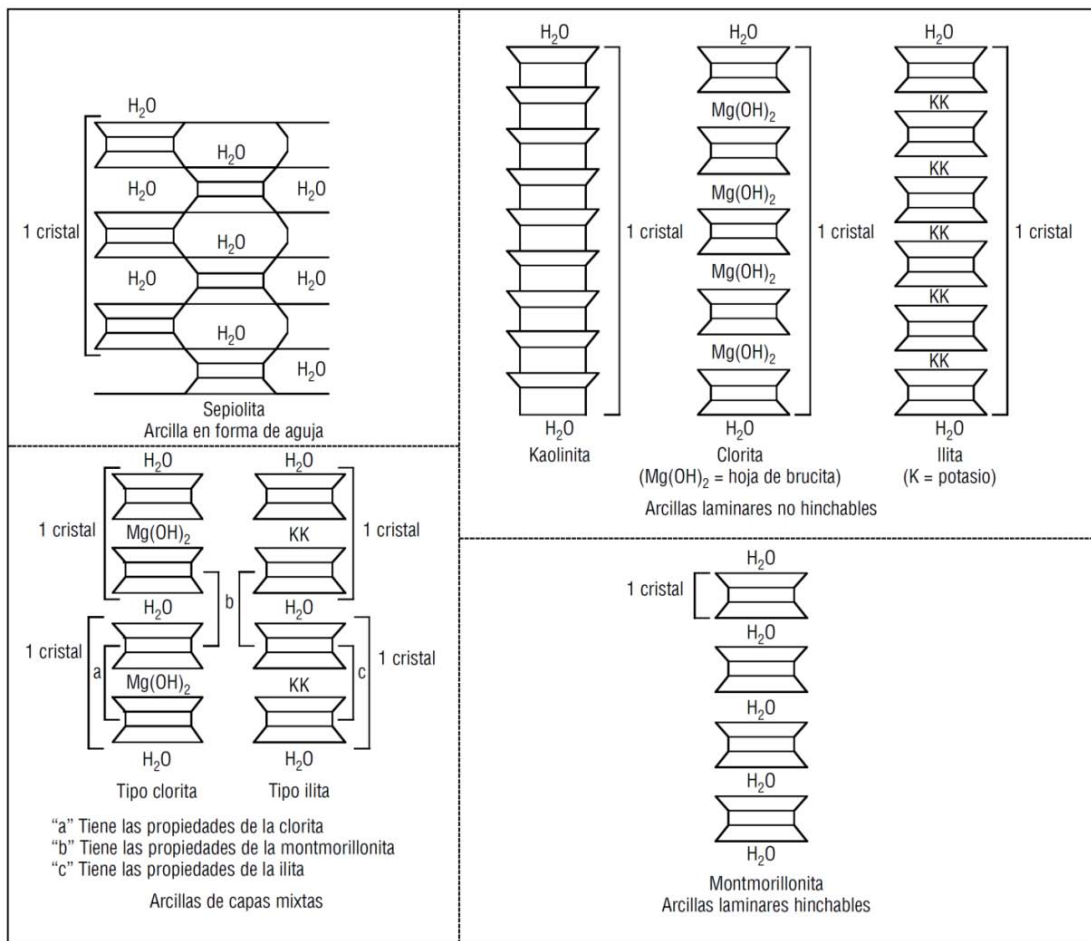 H₂O
H₂O
H₂O
H₂O
1 cristal
H₂O
H₂O
H₂O
H₂O
H₂O
Sepiolita
Arcilla en forma de aguja
H₂O
H₂O
H₂O
Mg(OH)₂
KK
KK
Mg(OH)₂
KK
1 cristal
1 cristal
KK
1 cristal
Mg(OH)₂
KK
Mg(OH)₂
KK
H₂O
H₂O
H₂O
Kaolinita
Clorita
Ilita
(Mg(OH)₂ = hoja de brucita)
(K = potasio)
Arcillas laminares no hinchables
H₂O
H₂O
1 cristal
Mg(OH)₂
KK
1 cristal
b
H₂O
H₂O
1 cristal
a
Mg(OH)₂
KK
c
1 cristal
H₂O
H₂O
Tipo clorita
Tipo ilita
“a” Tiene las propiedades de la clorita
“b” Tiene las propiedades de la montmorillonita
“c” Tiene las propiedades de la ilita
Arcillas de capas mixtas
H₂O
1 cristal
H₂O
H₂O
H₂O
H₂O
Montmorillonita
Arcillas laminares hinchables